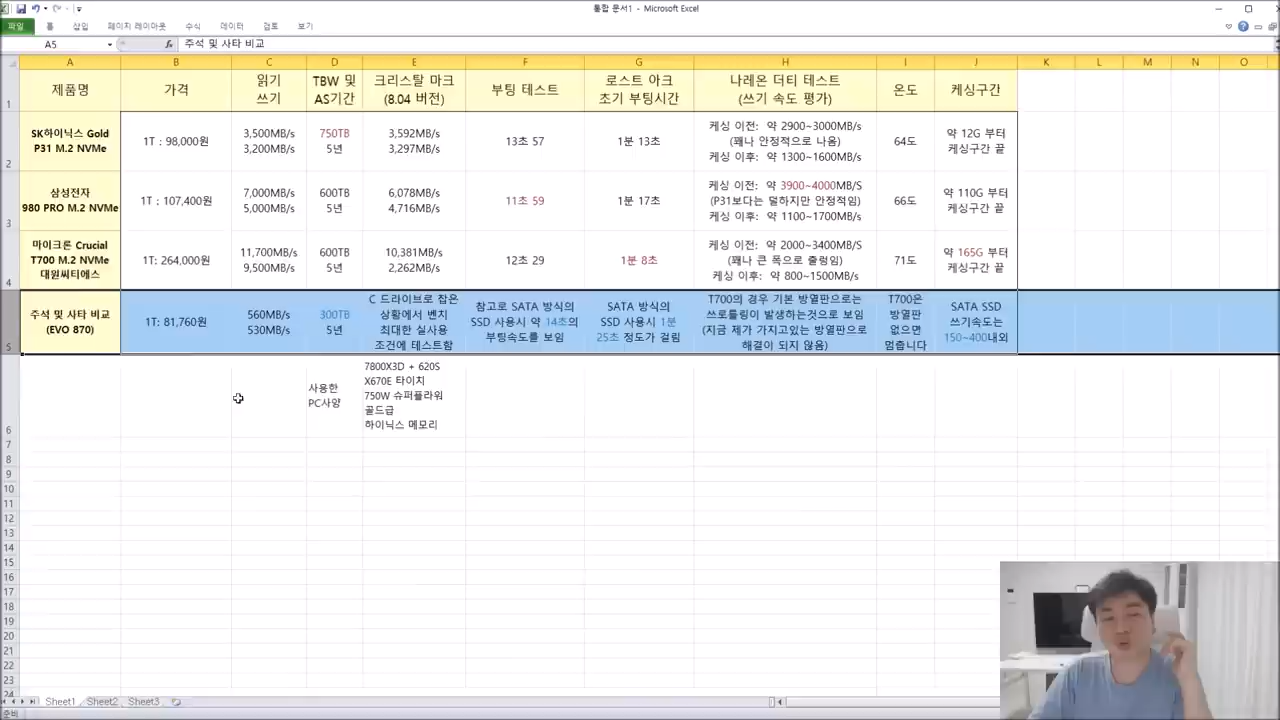 통합 문서1 - Microsoft Excel
파일 홈 삽입 페이지 레이아웃 수식 데이터 검토 보기
A5 fx 주석 및 사타 비교
A B C D E F G H I J K L M N O
1
제품명
가격
읽기
쓰기
TBW 및
AS기간
크리스탈 마크
(8.04 버전)
부팅 테스트
로스트 아크
초기 부팅시간
나레온 더티 테스트
(쓰기 속도 평가)
온도
케싱구간
2
SK하이닉스 Gold
P31 M.2 NVMe
1T : 98,000원
3,500MB/s
3,200MB/s
750TB
5년
3,592MB/s
3,297MB/s
13초 57
1분 13초
케싱 이전: 약 2900~3000MB/s
(꽤나 안정적으로 나옴)
케싱 이후: 약 1300~1600MB/s
64도
약 12G 부터
케싱구간 끝
3
삼성전자
980 PRO M.2 NVMe
1T : 107,400원
7,000MB/s
5,000MB/s
600TB
5년
6,078MB/s
4,716MB/s
11초 59
1분 17초
케싱 이전: 약 3900~4000MB/S
(P31보다는 덜하지만 안정적임)
케싱 이후: 약 1100~1700MB/s
66도
약 110G 부터
케싱구간 끝
4
마이크론 Crucial
T700 M.2 NVMe
대원씨티에스
1T: 264,000원
11,700MB/s
9,500MB/s
600TB
5년
10,381MB/s
2,262MB/s
12초 29
1분 8초
케싱 이전: 약 2000~3400MB/S
(꽤나 큰 폭으로 출렁임)
케싱 이후: 약 800~1500MB/s
71도
약 165G 부터
케싱구간 끝
5
주석 및 사타 비교
(EVO 870)
1T: 81,760원
560MB/s
530MB/s
300TB
5년
C 드라이브로 잡은
상황에서 벤치
최대한 실사용
조건에 테스트함
참고로 SATA 방식의
SSD 사용시 약 14초의
부팅속도를 보임
SATA 방식의
SSD 사용시 1분
25초 정도가 걸림
T700의 경우 기본 방열판으로는
쓰로틀링이 발생하는것으로 보임
(지금 제가 가지고있는 방열판으로
해결이 되지 않음)
T700은
방열판
없으면
멈춥니다
SATA SSD
쓰기속도는
150~400내외
6
사용한
PC사양
7800X3D + 620S
X670E 타이치
750W 슈퍼플라워
골드급
하이닉스 메모리
7
8
9
10
11
12
13
14
15
16
17
18
19
20
21
22
23
24
Sheet1 Sheet2 Sheet3
준비